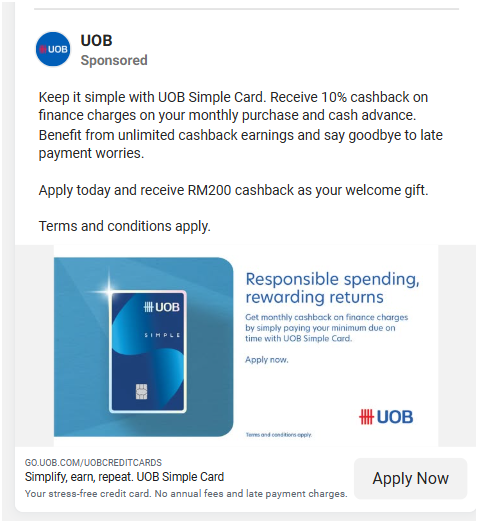 UOB
UOB
Sponsored
Keep it simple with UOB Simple Card. Receive 10% cashback on
finance charges on your monthly purchase and cash advance.
Benefit from unlimited cashback earnings and say goodbye to late
payment worries.
Apply today and receive RM200 cashback as your welcome gift.
Terms and conditions apply.
UOB
SIMPLE
Responsible spending,
rewarding returns
Get monthly cashback on finance charges
by simply paying your minimum due on
time with UOB Simple Card.
Apply now.
UOB
Terms and conditions apply.
GO.UOB.COM/UOBCREDITCARDS
Simplify, earn, repeat. UOB Simple Card
Your stress-free credit card. No annual fees and late payment charges.
Apply Now